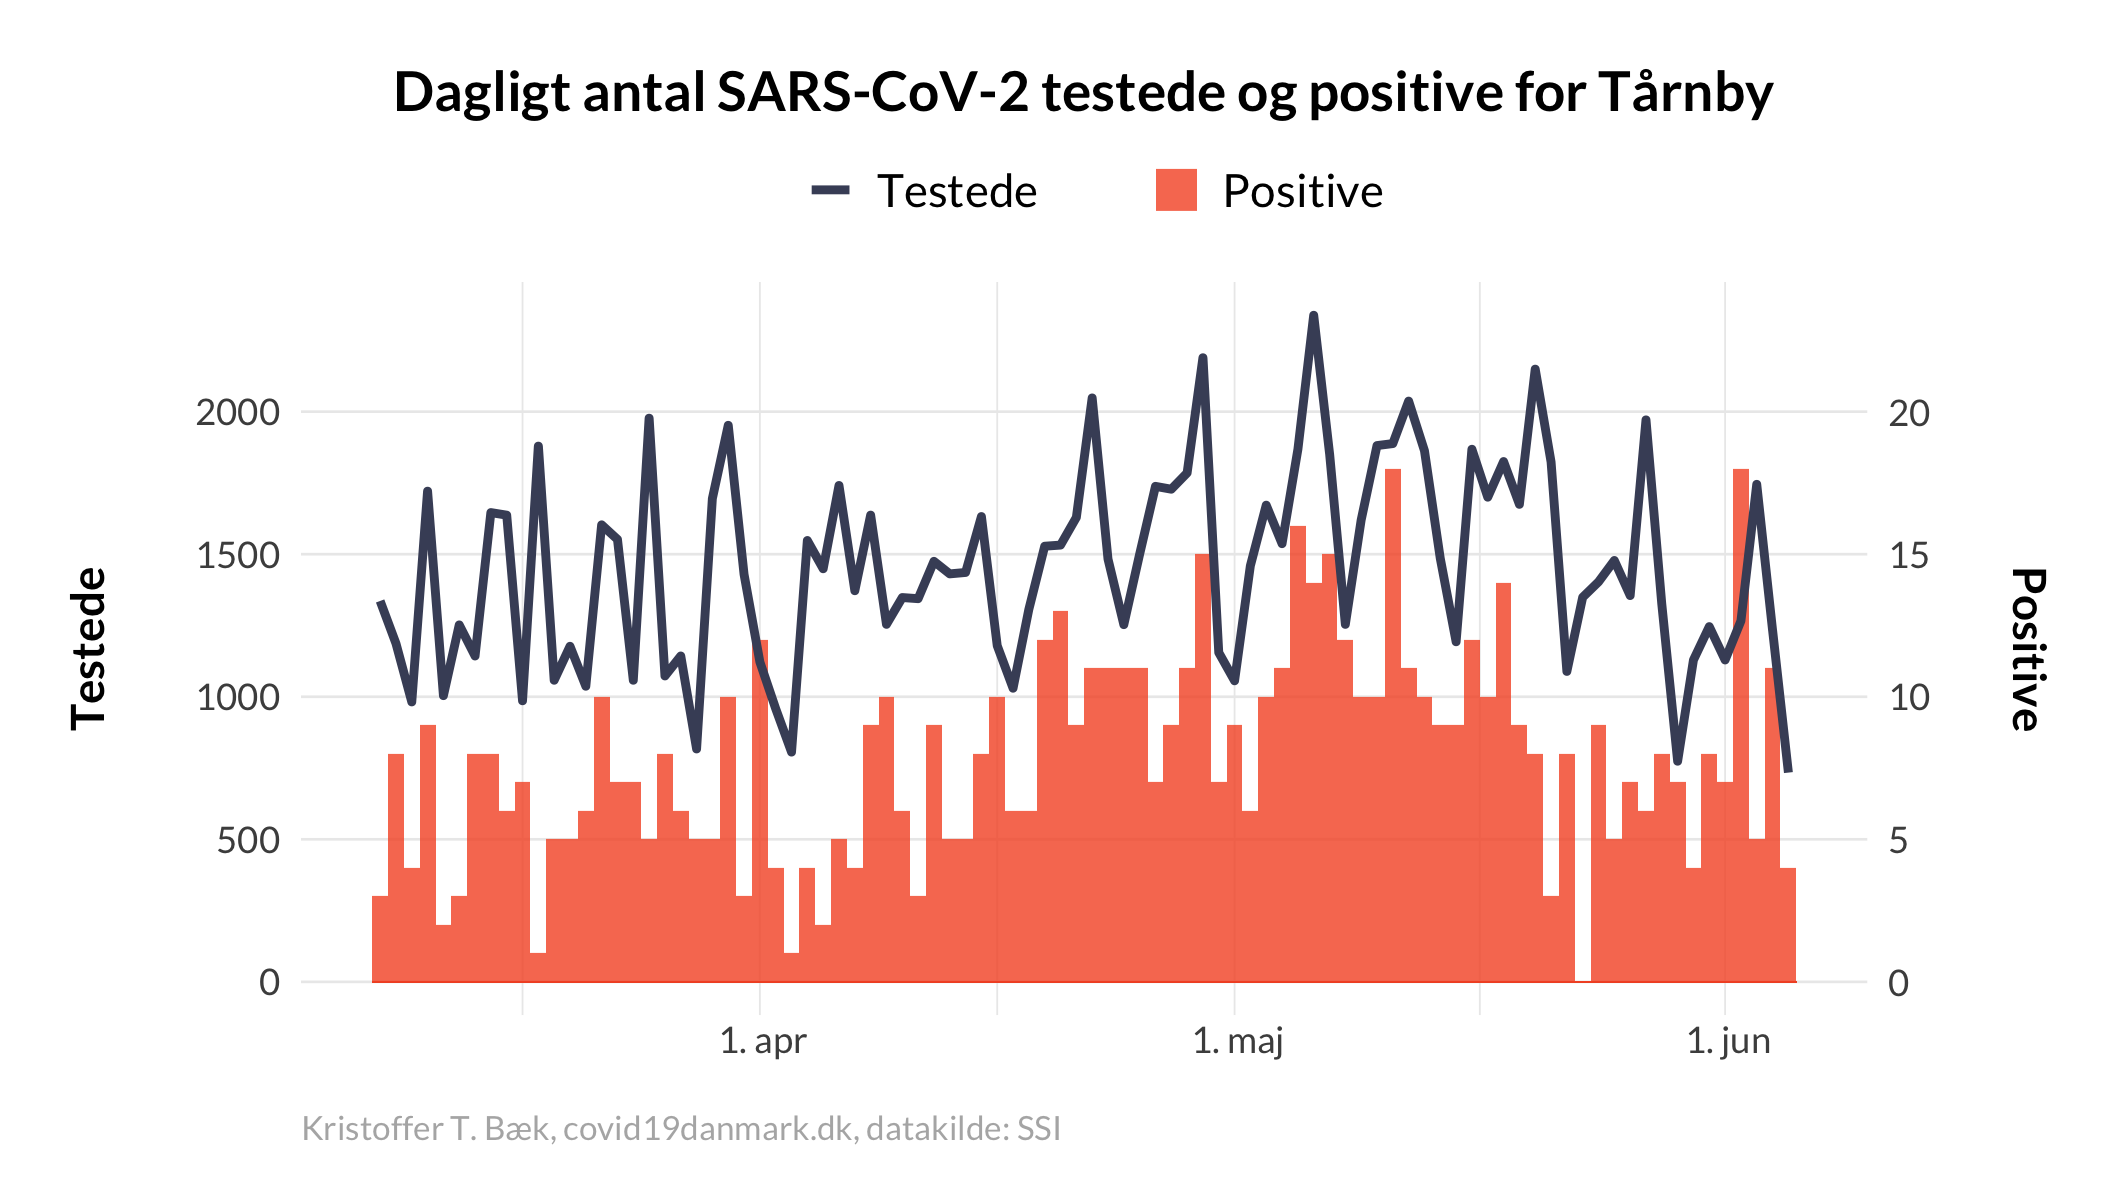 Dagligt antal SARS-CoV-2 testede og positive for Tårnby
Testede Positive
Testede
2000
1500
1000
500
0
20
15
10
5
0
Positive
1. apr 1. maj 1. jun
Kristoffer T. Bæk, covid19danmark.dk, datakilde: SSI